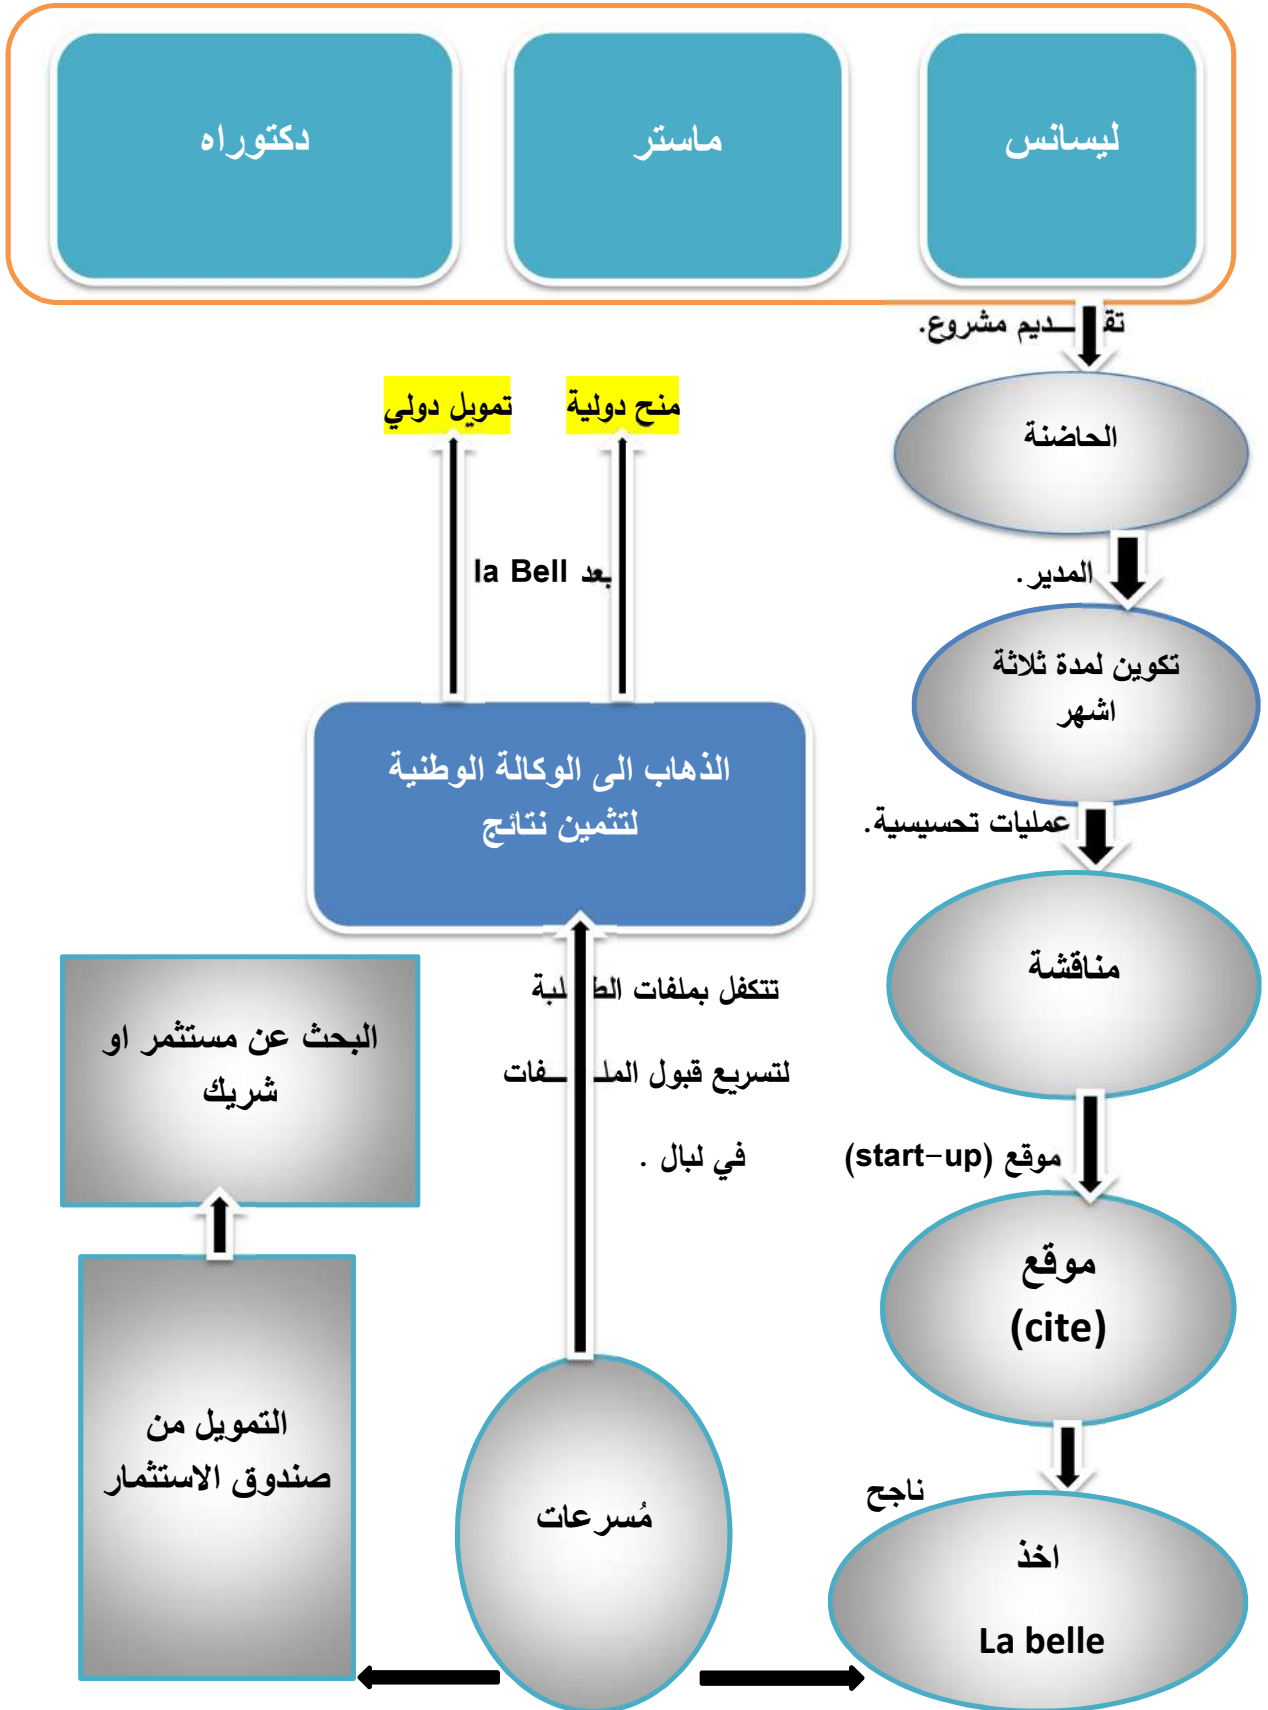 ليسانس
ماستر
دكتوراه
تقـــديم مشروع.
الحاضنة
المدير.
تكوين لمدة ثلاثة
اشهر
عمليات تحسيسية.
مناقشة
موقع (start-up)
موقع
(cite)
ناجح
اخذ
La belle
مُسرعات
تتكفل بملفات الطلبة
لتسريع قبول الملـــفات
في لبال .
الذهاب الى الوكالة الوطنية
لتثمين نتائج
بعد la Bell
منح دولية
تمويل دولي
التمويل من
صندوق الاستثمار
البحث عن مستثمر او
شريك